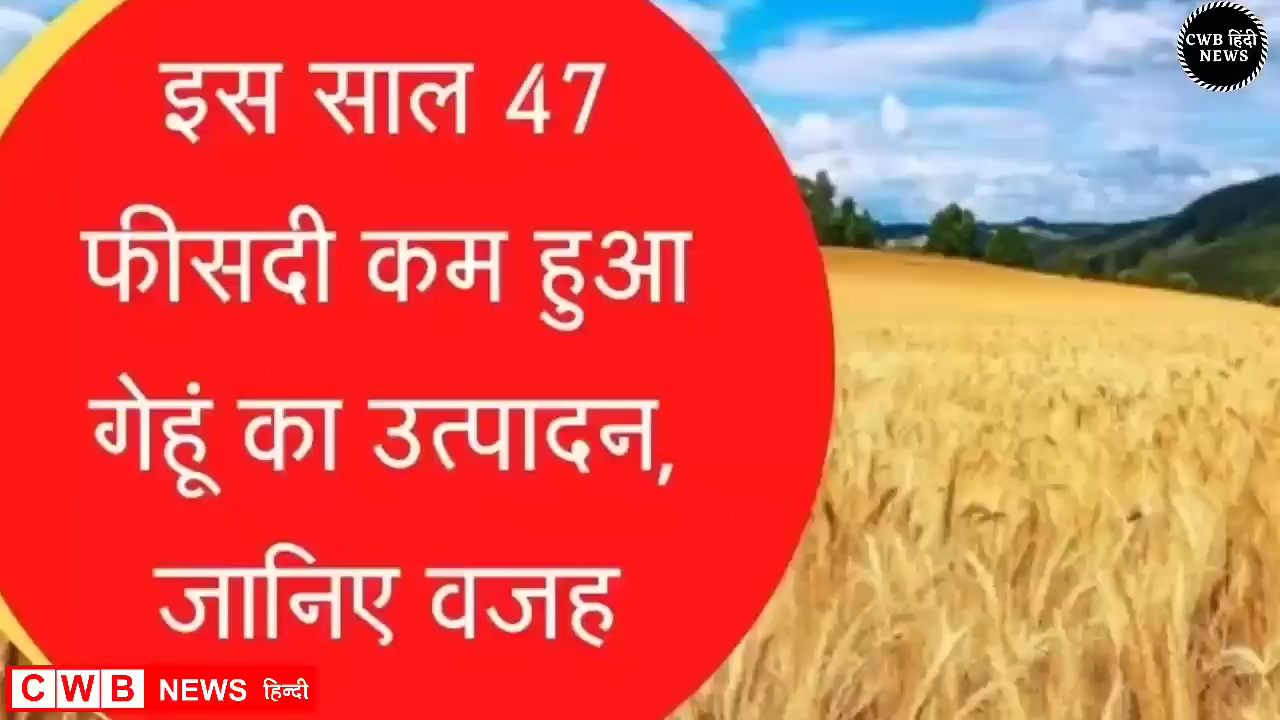 इस साल 47
फीसदी कम हुआ
गेहूं का उत्पादन,
जानिए वजह
CWB हिंदी
NEWS
CWB NEWS हिन्दी